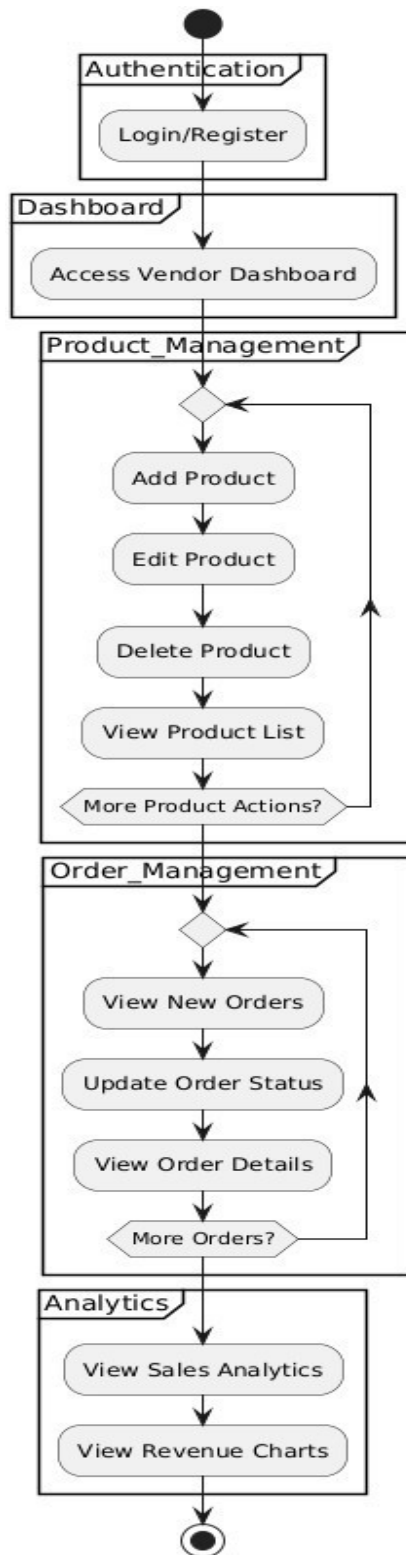 Authentication
Login/Register
Dashboard
Access Vendor Dashboard
Product_Management
Add Product
Edit Product
Delete Product
View Product List
More Product Actions?
Order_Management
View New Orders
Update Order Status
View Order Details
More Orders?
Analytics
View Sales Analytics
View Revenue Charts